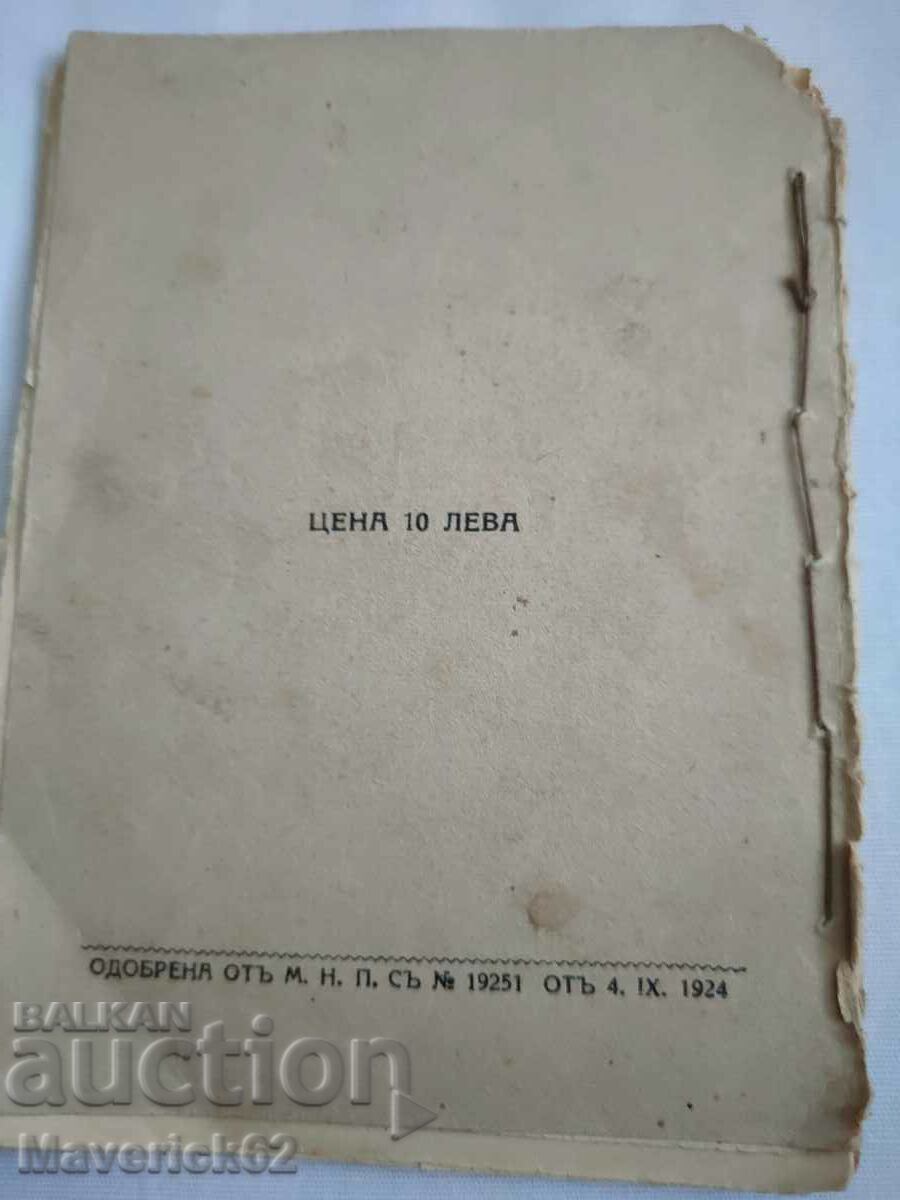 ЦЕНА 10 ЛЕВА
ОДОБРЕНА ОТЪ М. Н. П. СЪ № 19251 ОТЪ 4. IX. 1924
BALKAN
auction
Maverick62